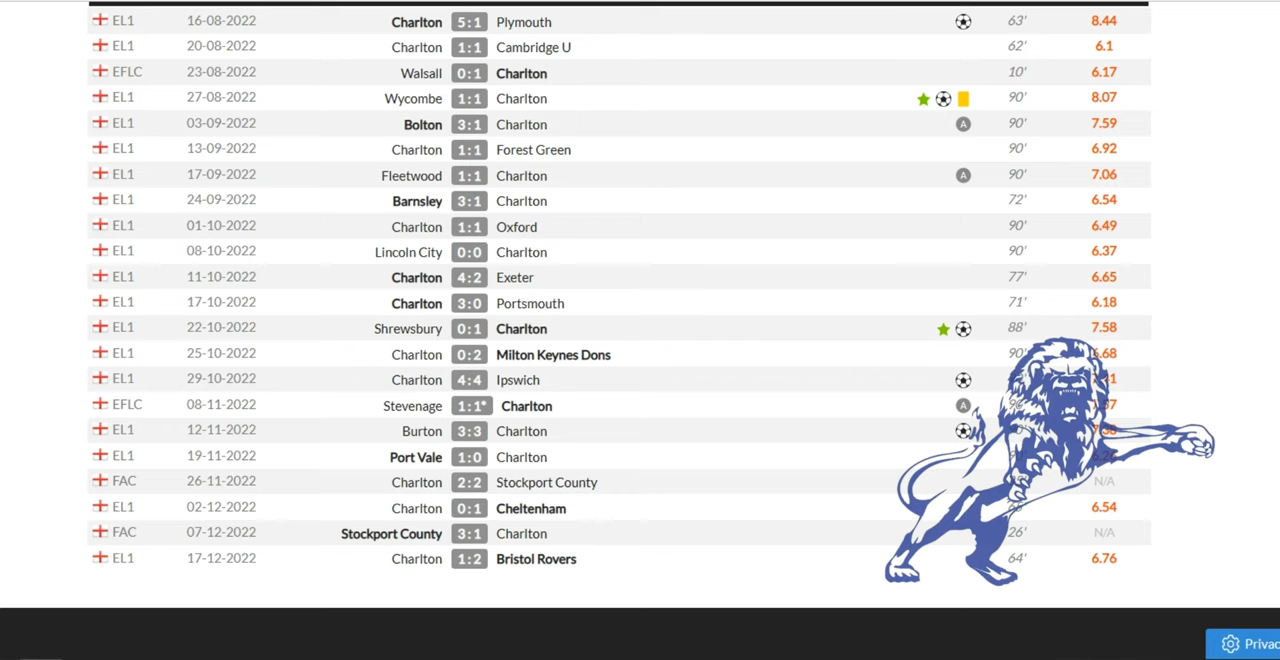 EL1 16-08-2022 Charlton 5:1 Plymouth 63' 8.44
EL1 20-08-2022 Charlton 1:1 Cambridge U 62' 6.1
EFLC 23-08-2022 Walsall 0:1 Charlton 10' 6.17
EL1 27-08-2022 Wycombe 1:1 Charlton 90' 8.07
EL1 03-09-2022 Bolton 3:1 Charlton A 90' 7.59
EL1 13-09-2022 Charlton 1:1 Forest Green 90' 6.92
EL1 17-09-2022 Fleetwood 1:1 Charlton A 90' 7.06
EL1 24-09-2022 Barnsley 3:1 Charlton 72' 6.54
EL1 01-10-2022 Charlton 1:1 Oxford 90' 6.49
EL1 08-10-2022 Lincoln City 0:0 Charlton 90' 6.37
EL1 11-10-2022 Charlton 4:2 Exeter 77' 6.65
EL1 17-10-2022 Charlton 3:0 Portsmouth 71' 6.18
EL1 22-10-2022 Shrewsbury 0:1 Charlton 88' 7.58
EL1 25-10-2022 Charlton 0:2 Milton Keynes Dons 90' 6.68
EL1 29-10-2022 Charlton 4:4 Ipswich
EFLC 08-11-2022 Stevenage 1:1* Charlton A
EL1 12-11-2022 Burton 3:3 Charlton
EL1 19-11-2022 Port Vale 1:0 Charlton
FAC 26-11-2022 Charlton 2:2 Stockport County N/A
EL1 02-12-2022 Charlton 0:1 Cheltenham 6.54
FAC 07-12-2022 Stockport County 3:1 Charlton 26' N/A
EL1 17-12-2022 Charlton 1:2 Bristol Rovers 64' 6.76